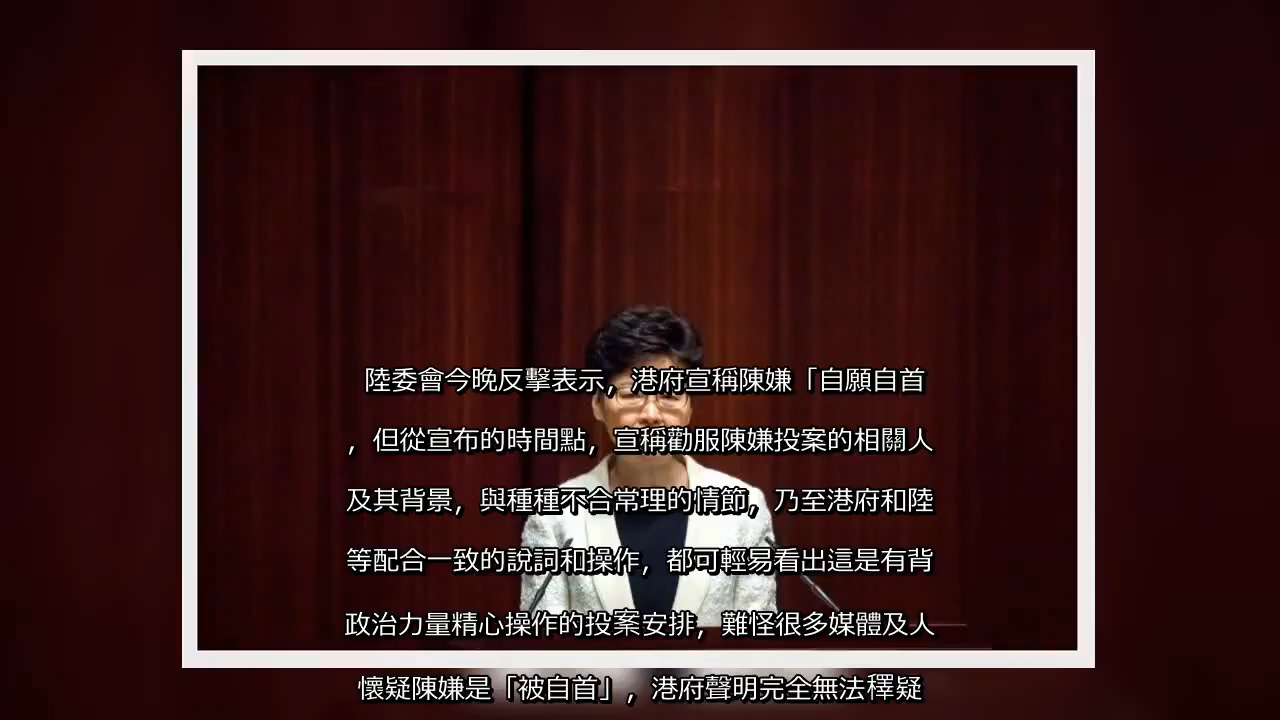 陸委會今晚反擊表示，港府宣稱陳嫌「自願自首
，但從宣布的時間點，宣稱勸服陳嫌投案的相關人
及其背景，與種種不合常理的情節，乃至港府和陸
等配合一致的說詞和操作，都可輕易看出這是有背
政治力量精心操作的投案安排，難怪很多媒體及人
懷疑陳嫌是「被自首」，港府聲明完全無法釋疑